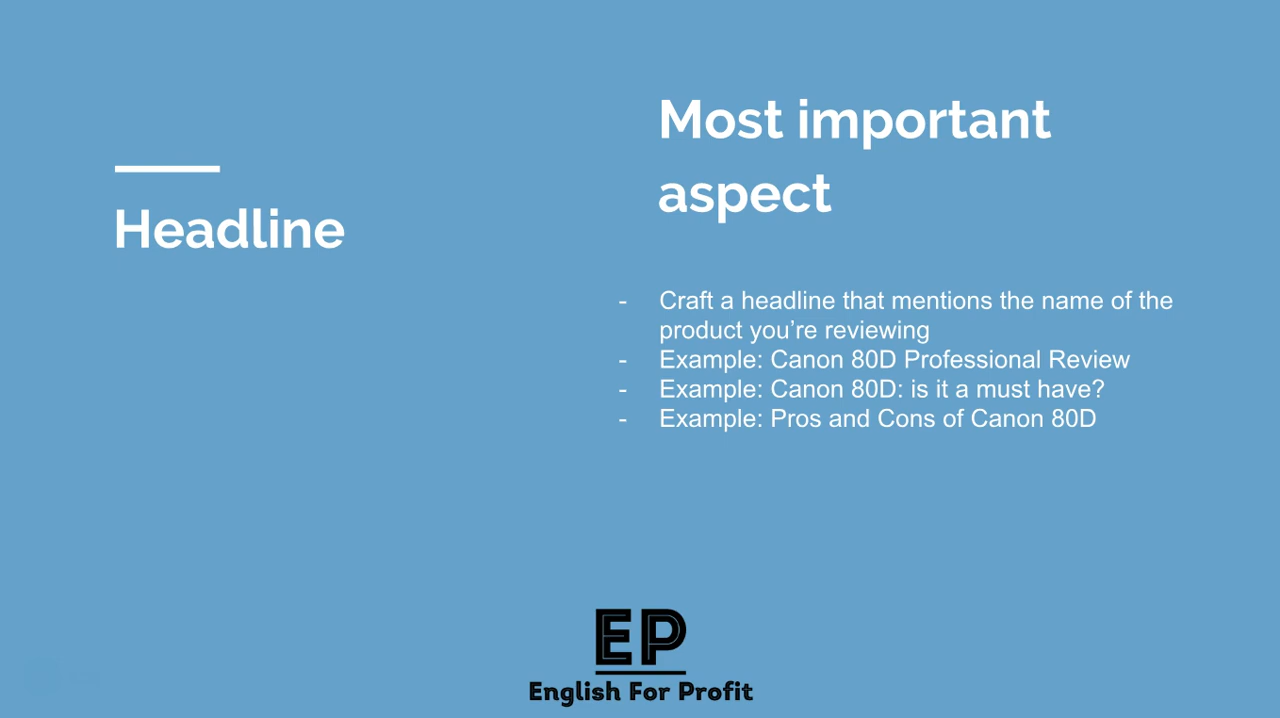 Headline
Most important
aspect
- Craft a headline that mentions the name of the
product you’re reviewing
- Example: Canon 80D Professional Review
- Example: Canon 80D: is it a must have?
- Example: Pros and Cons of Canon 80D
EP
English For Profit